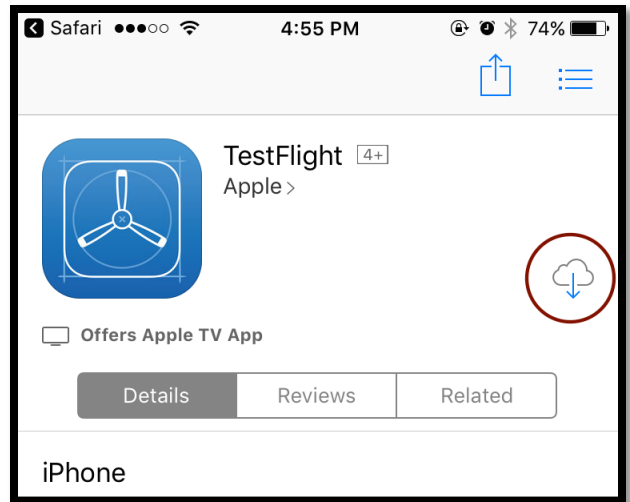 Safari 4:55 PM 74%
TestFlight 4+
Apple >
Offers Apple TV App
Details Reviews Related
iPhone